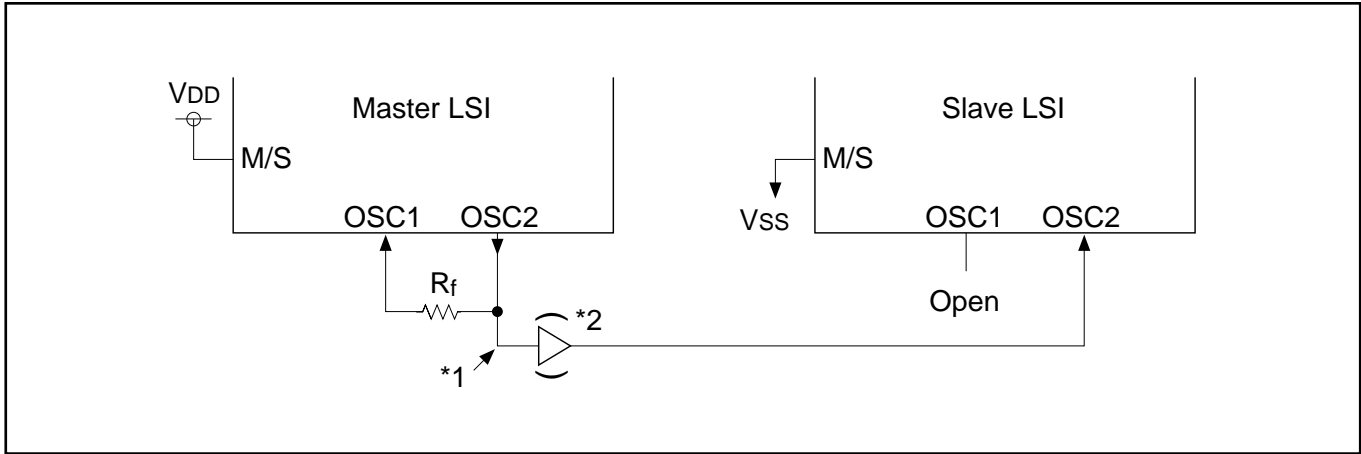 VDD
Master LSI
M/S
OSC1 OSC2
Rf
*1
*2
Slave LSI
M/S
VSS
OSC1 OSC2
Open